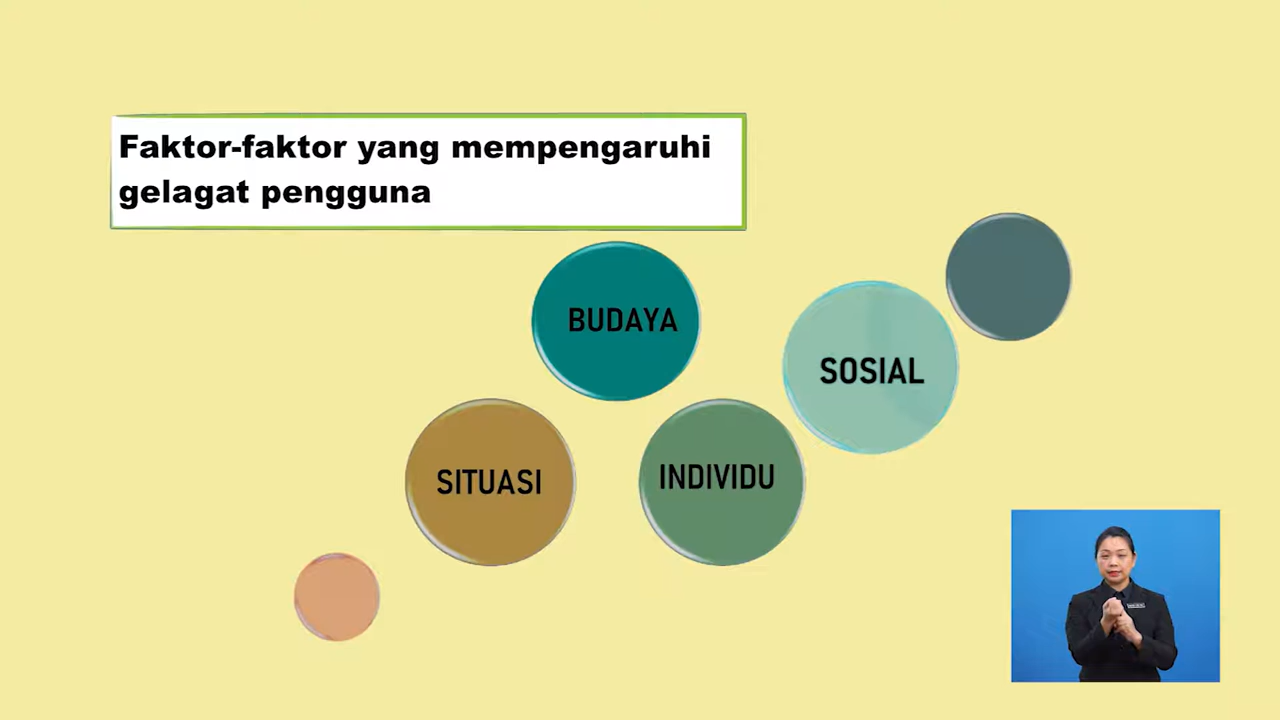 Faktor-faktor yang mempengaruhi
gelagat pengguna
BUDAYA
SOSIAL
SITUASI
INDIVIDU